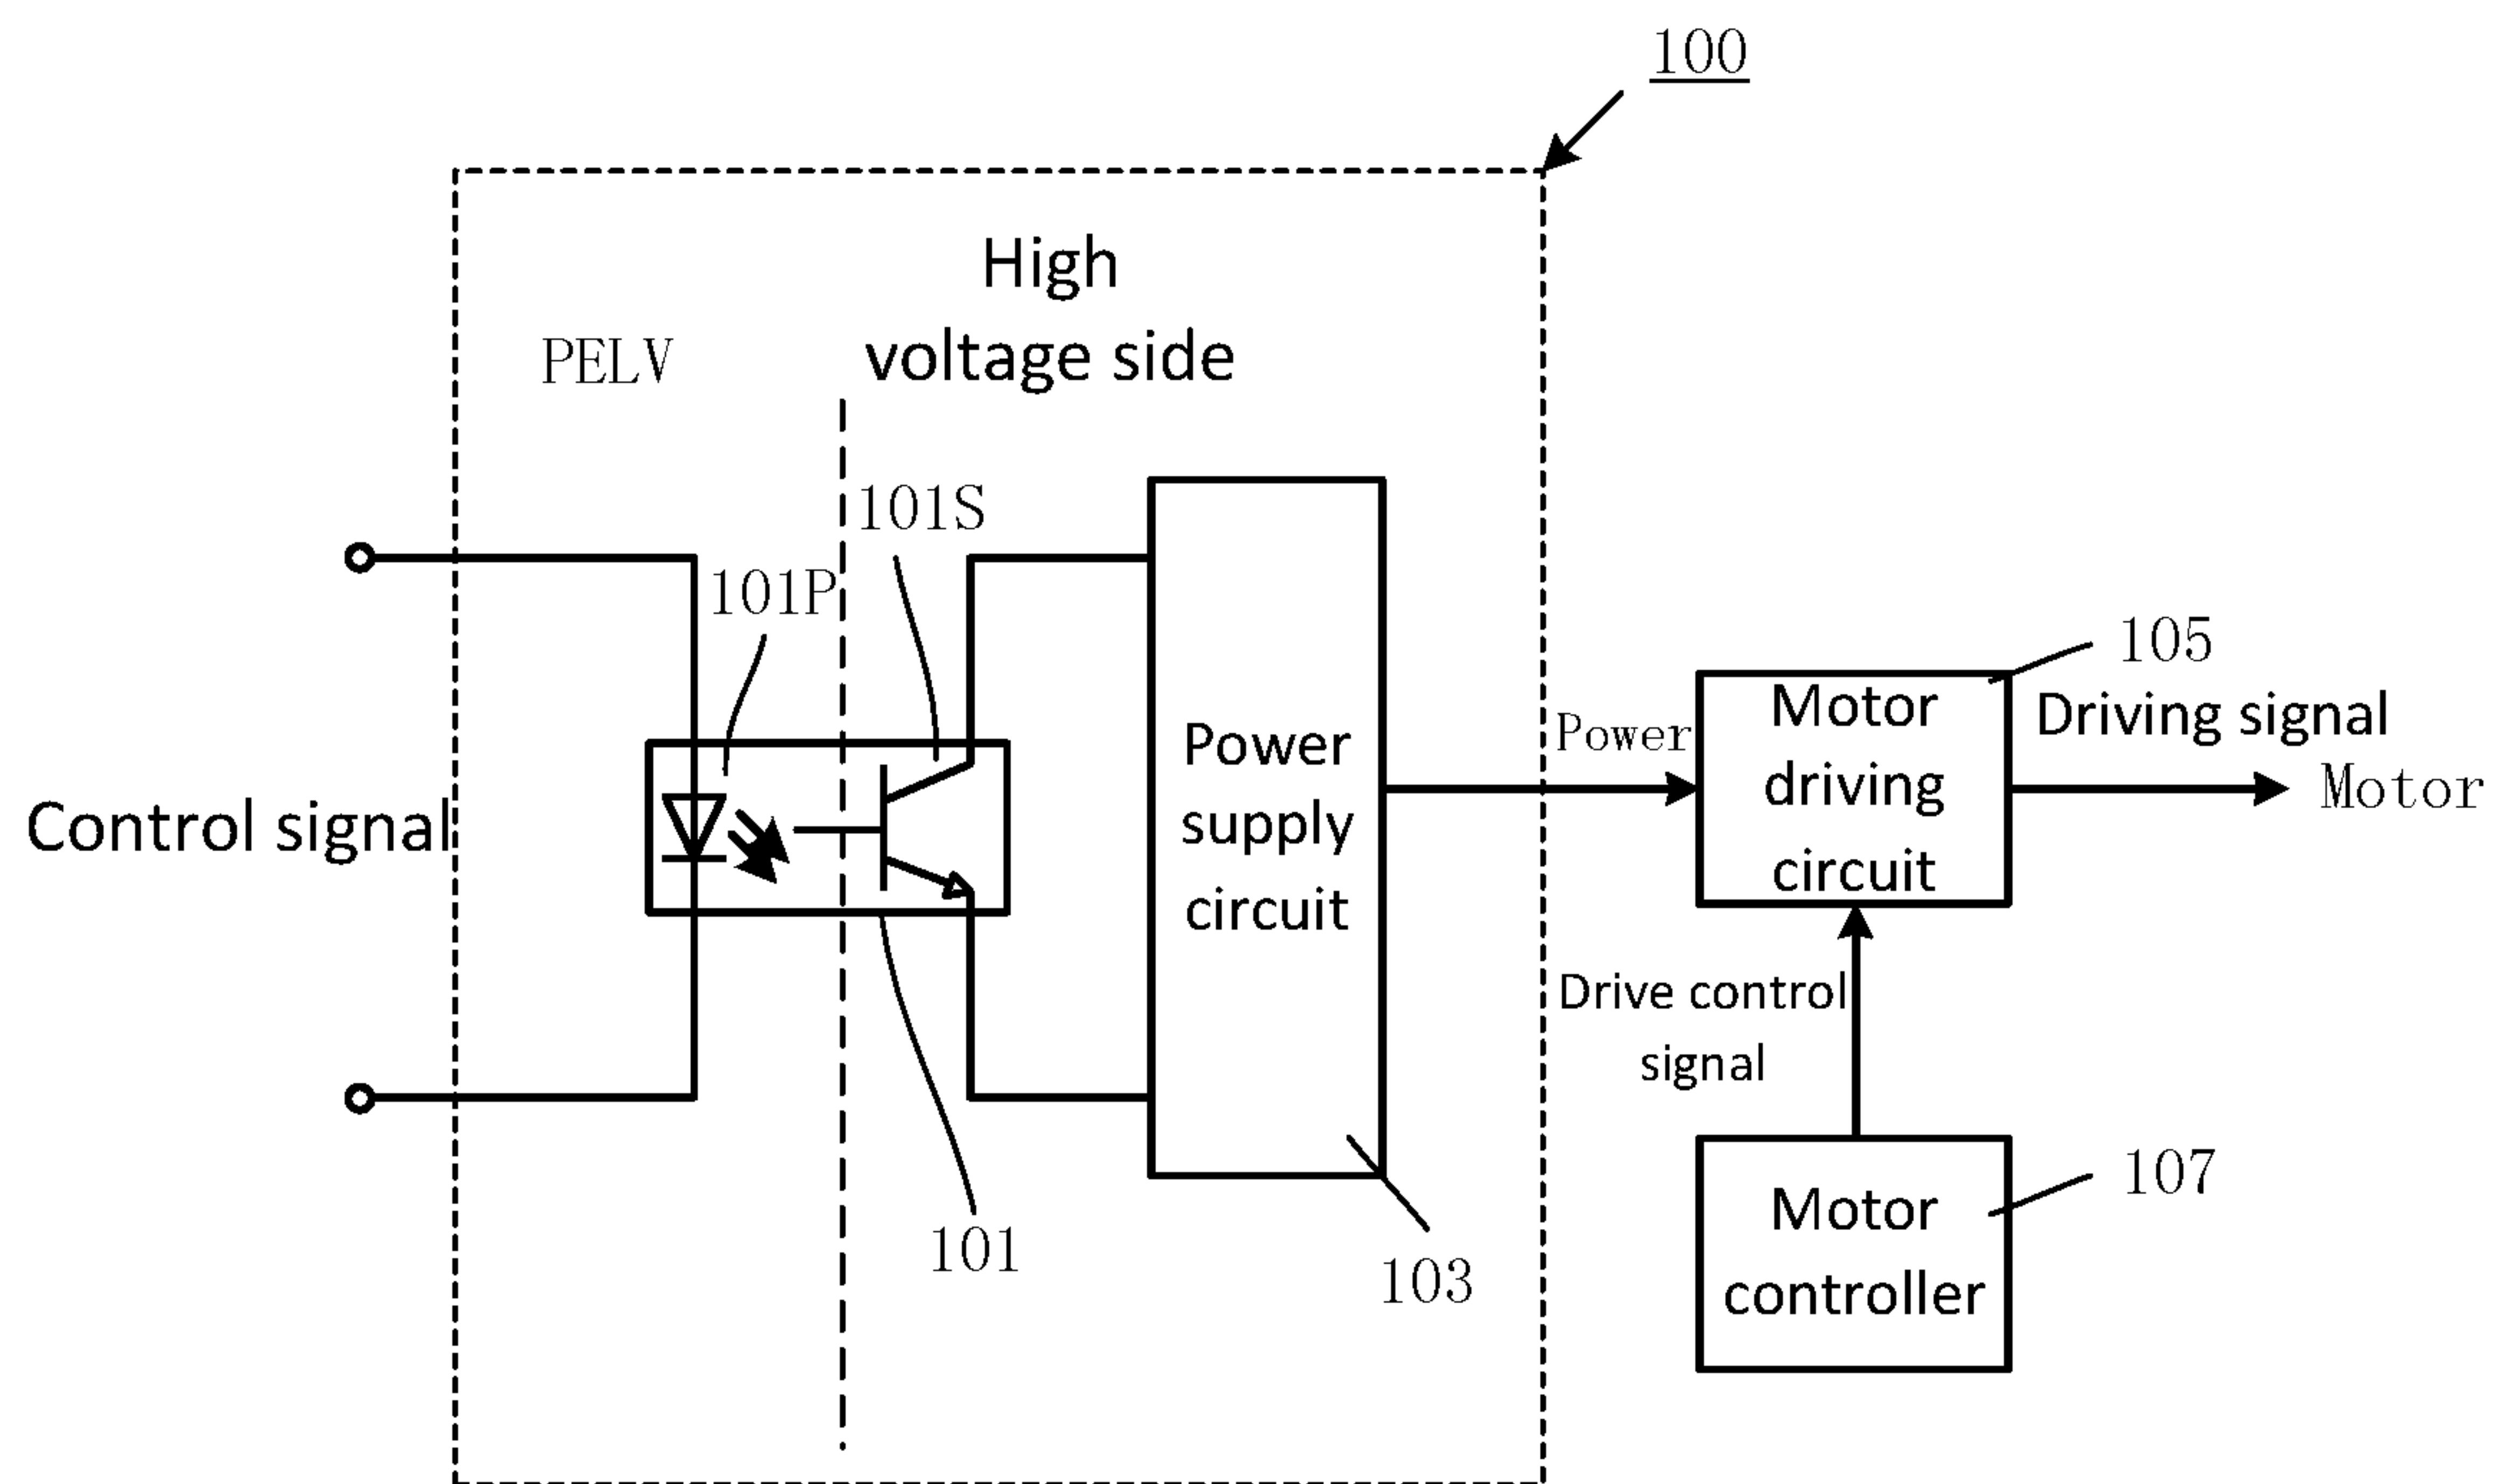 100
High
voltage side
PELV
101S
101P
Control signal
Power
supply
circuit
101
103
Power
Motor
driving
circuit
105
Driving signal
Motor
Drive control
signal
Motor
controller
107